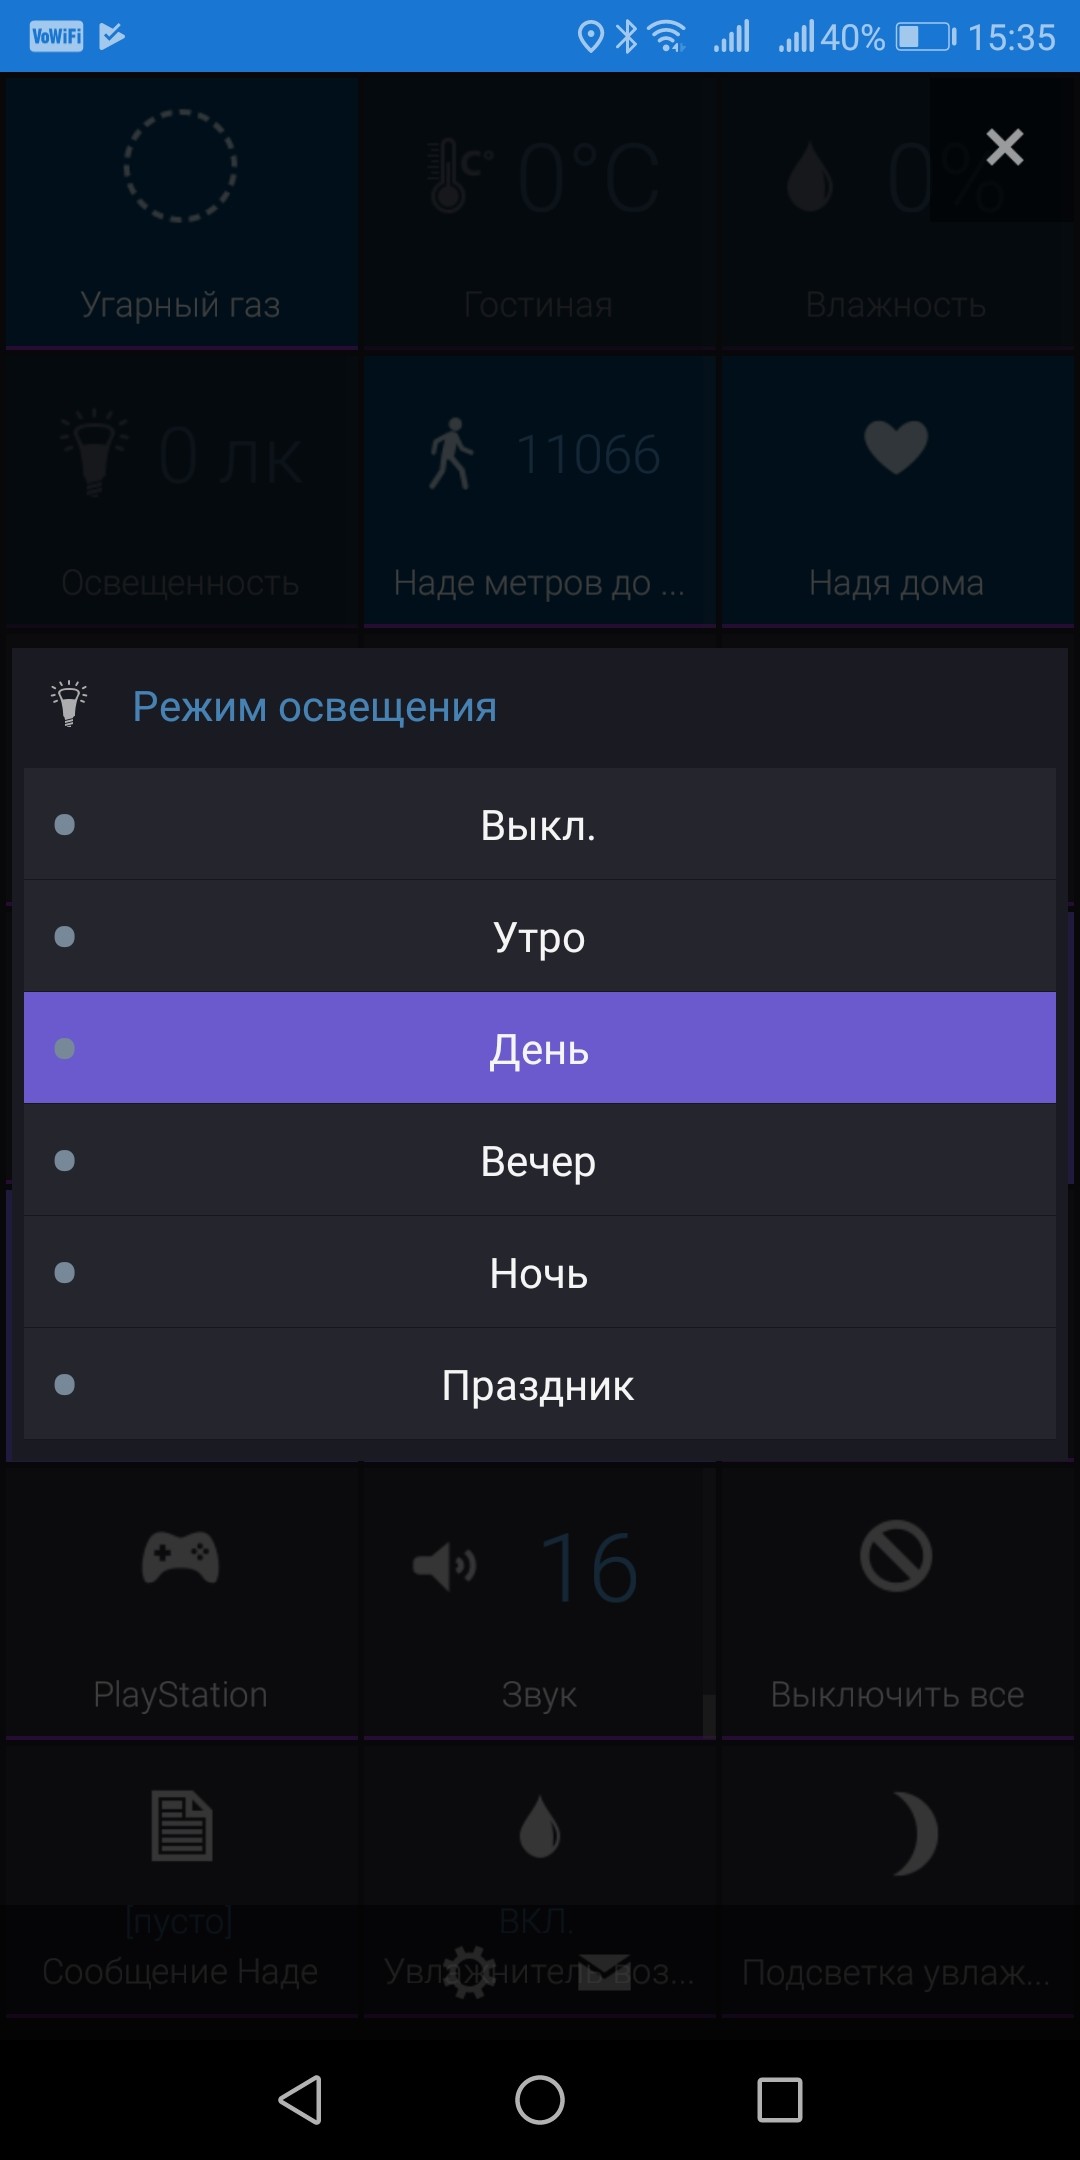 VoWiFi 40% 15:35
C° 0°C 0%
Угарный газ Гостиная Влажность
0 лк 11066
Освещенность Наде метров до ... Надя дома
Режим освещения
Выкл.
Утро
День
Вечер
Ночь
Праздник
16
PlayStation Звук Выключить все
[пусто] ВКЛ.
Сообщение Наде Увлажнитель воз... Подсветка увлаж...